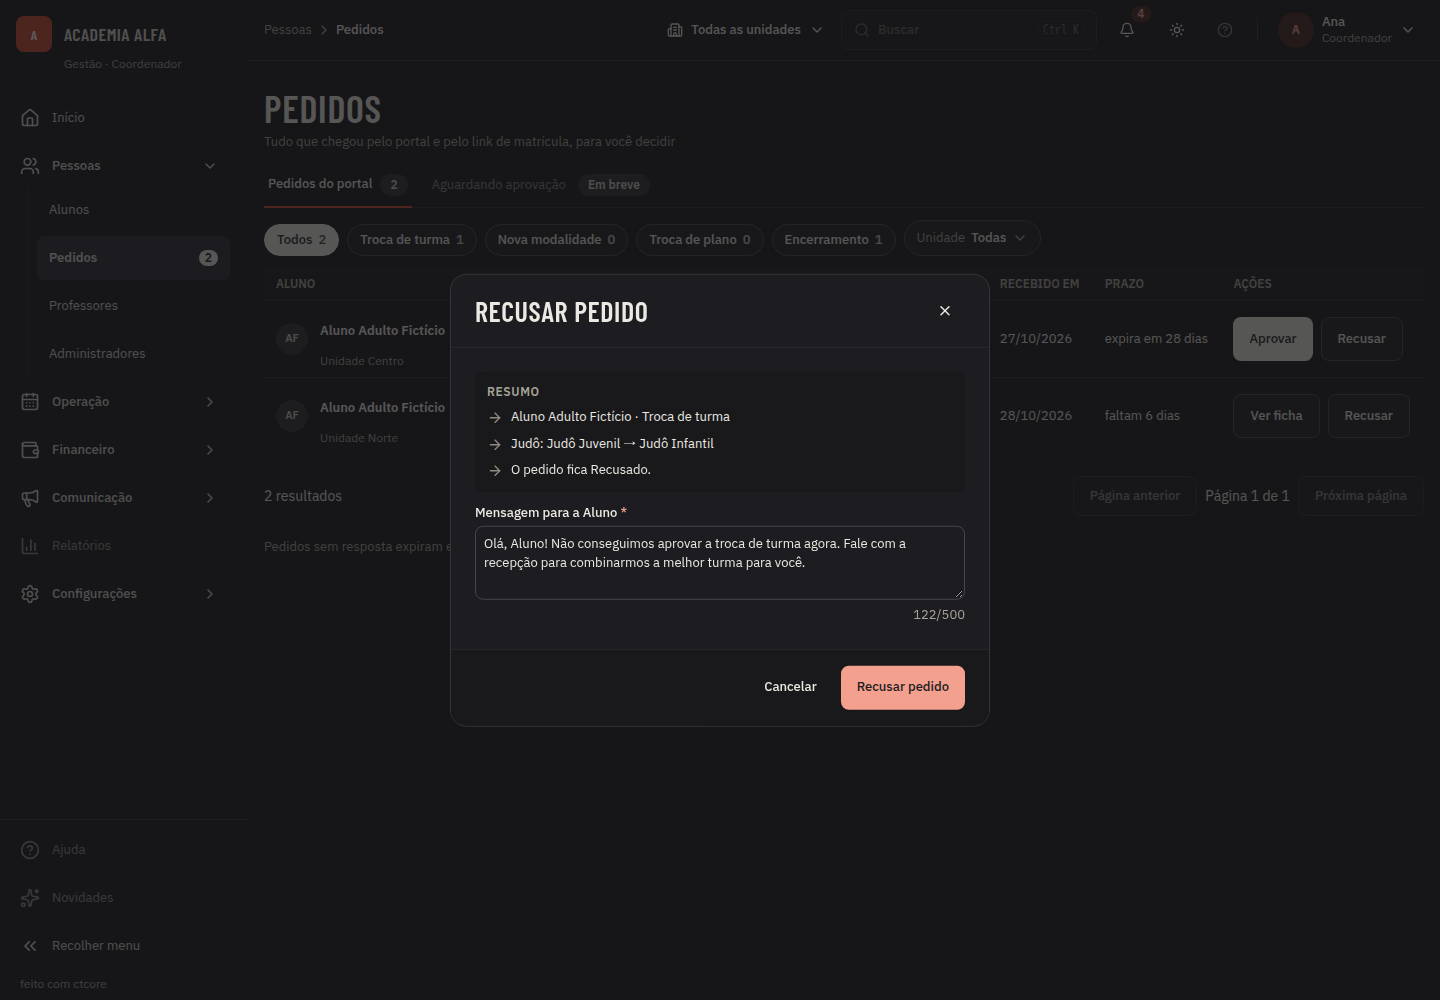 A
ACADEMIA ALFA
Gestão · Coordenador
Início
Pessoas
Alunos
Pedidos 2
Professores
Administradores
Operação
Financeiro
Comunicação
Relatórios
Configurações
Ajuda
Novidades
Recolher menu
feito com ctcore
Pessoas Pedidos
Todas as unidades
Buscar Ctrl K
4
A
Ana
Coordenador
PEDIDOS
Tudo que chegou pelo portal e pelo link de matrícula, para você decidir
Pedidos do portal 2 Aguardando aprovação Em breve
Todos 2 Troca de turma 1 Nova modalidade 0 Troca de plano 0 Encerramento 1 Unidade Todas
ALUNO RECEBIDO EM PRAZO AÇÕES
AF Aluno Adulto Fictício 27/10/2026 expira em 28 dias Aprovar Recusar
Unidade Centro
AF Aluno Adulto Fictício 28/10/2026 faltam 6 dias Ver ficha Recusar
Unidade Norte
2 resultados Página anterior Página 1 de 1 Próxima página
Pedidos sem resposta expiram
RECUSAR PEDIDO
RESUMO
→ Aluno Adulto Fictício · Troca de turma
→ Judô: Judô Juvenil → Judô Infantil
→ O pedido fica Recusado.
Mensagem para a Aluno *
Olá, Aluno! Não conseguimos aprovar a troca de turma agora. Fale com a
recepção para combinarmos a melhor turma para você.
122/500
Cancelar Recusar pedido